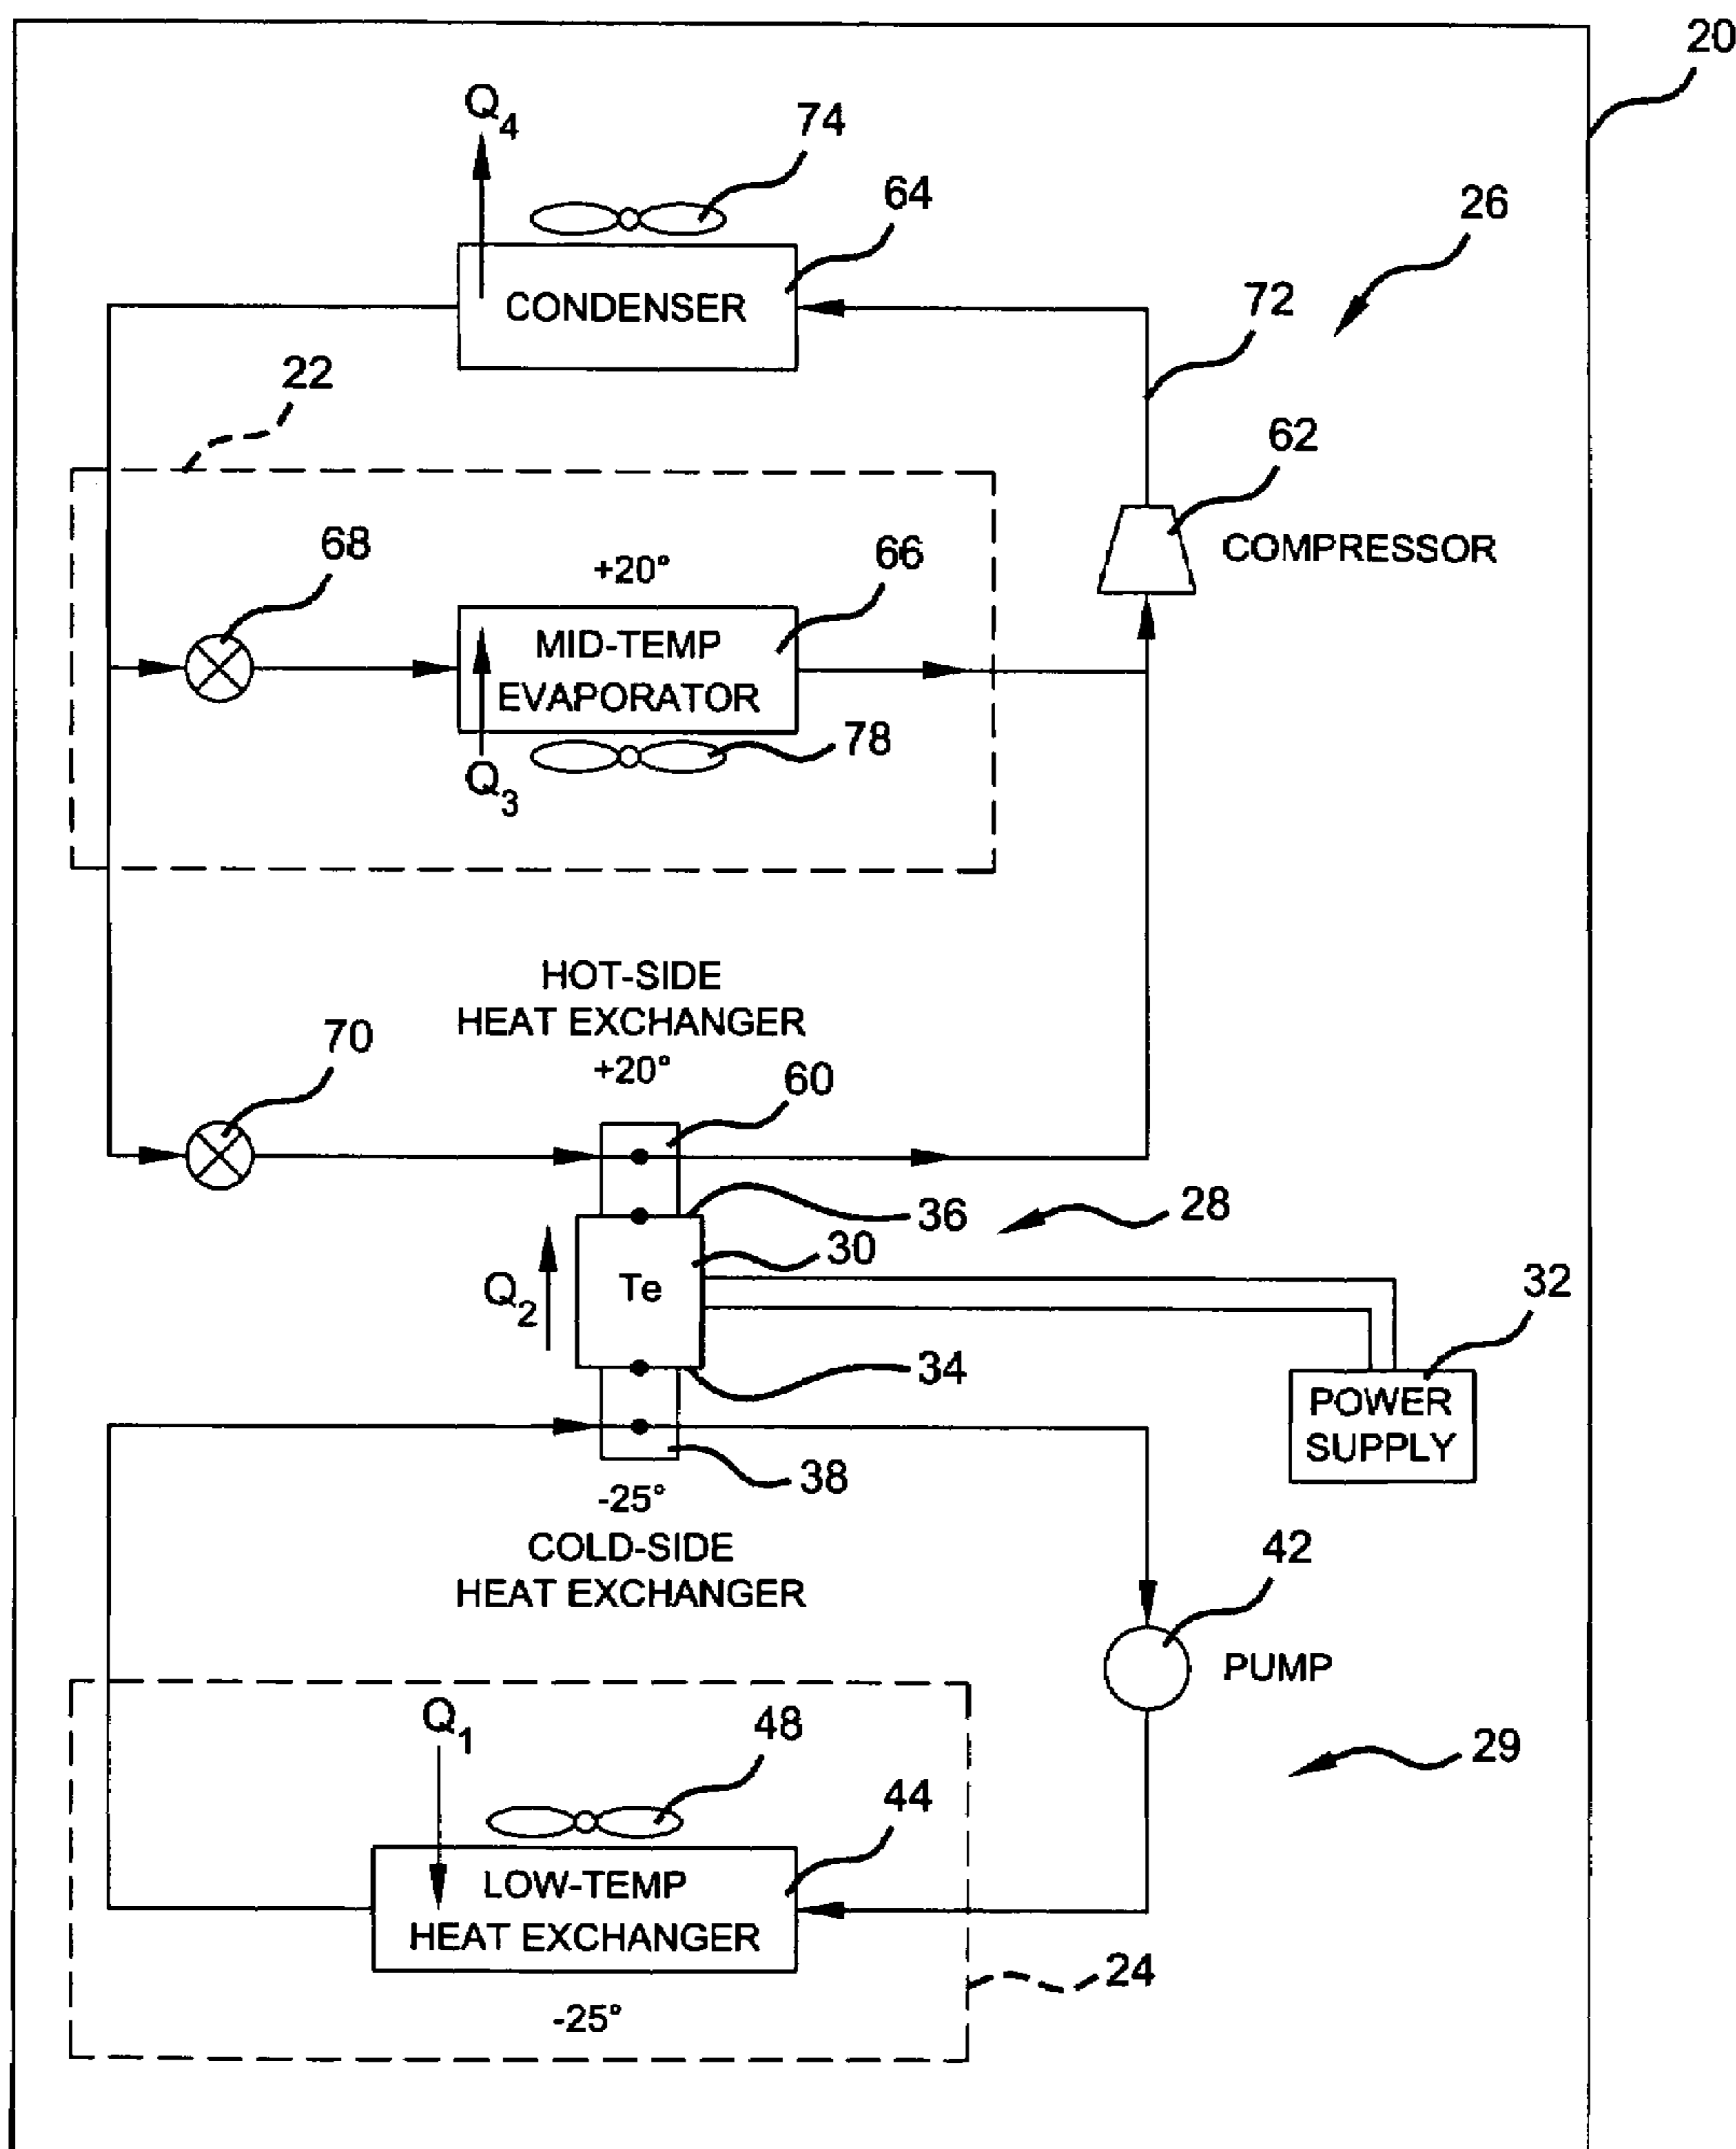 20
Q4
74
64
26
CONDENSER
72
22
62
68
+20°
66
COMPRESSOR
MID-TEMP
EVAPORATOR
78
Q3
HOT-SIDE
HEAT EXCHANGER
+20°
70
60
36
28
30
Q2
Te
32
34
POWER
SUPPLY
38
-25°
COLD-SIDE
HEAT EXCHANGER
42
PUMP
Q1
48
29
44
LOW-TEMP
HEAT EXCHANGER
24
-25°